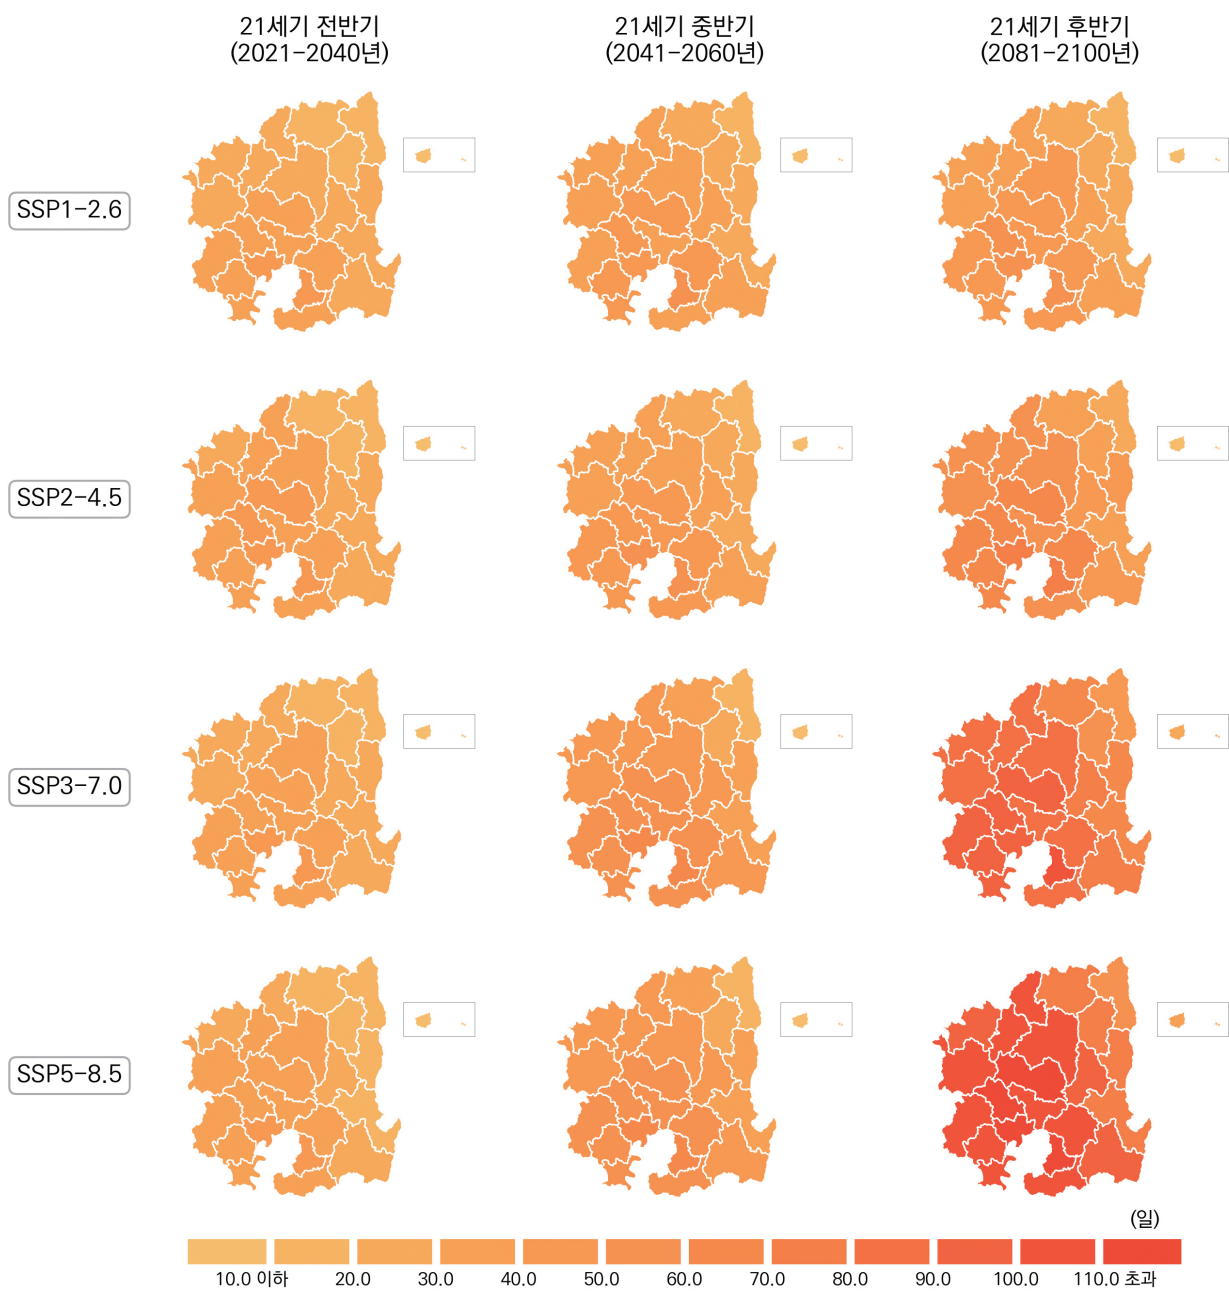 21세기 전반기
(2021-2040년)
21세기 중반기
(2041-2060년)
21세기 후반기
(2081-2100년)
SSP1-2.6
SSP2-4.5
SSP3-7.0
SSP5-8.5
(일)
10.0 이하 20.0 30.0 40.0 50.0 60.0 70.0 80.0 90.0 100.0 110.0 초과